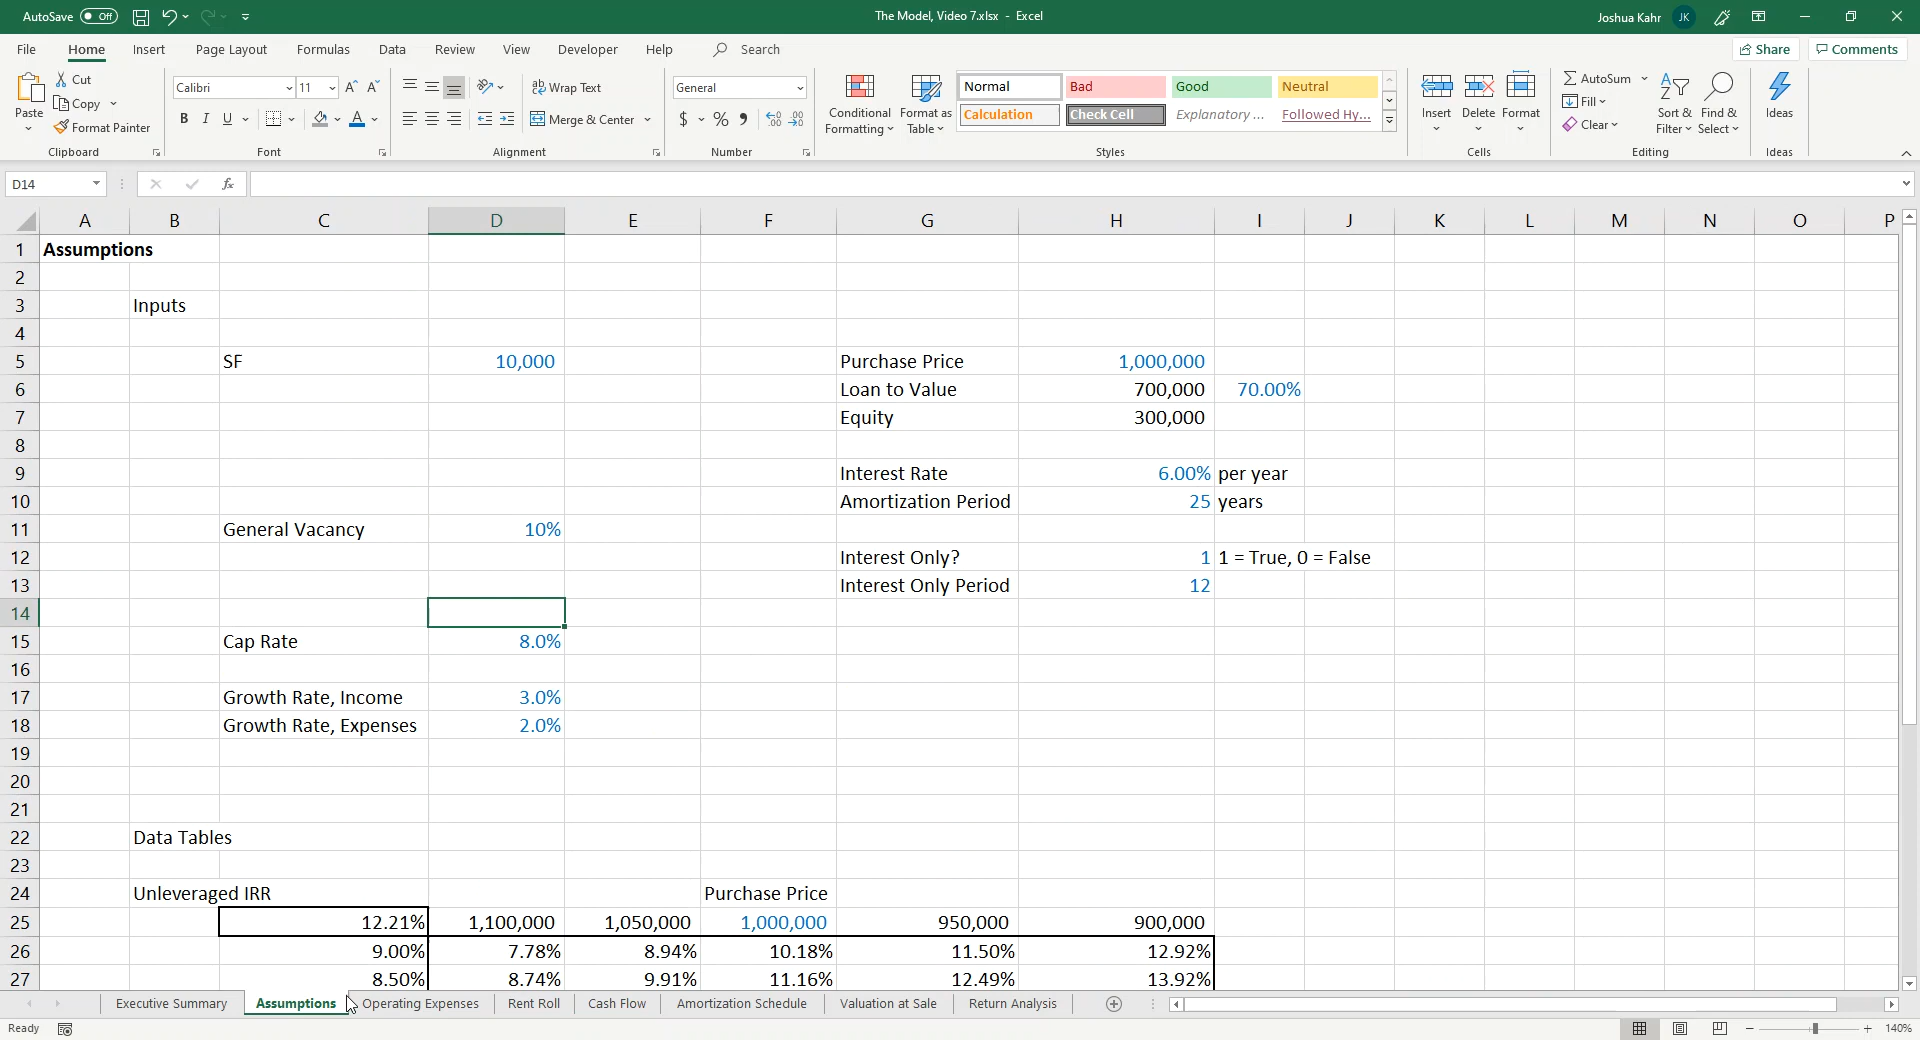 AutoSave Off
The Model, Video 7.xlsx - Excel
Joshua Kahr JK
File Home Insert Page Layout Formulas Data Review View Developer Help Search
Share Comments
Paste
Cut
Copy
Format Painter
Clipboard
Calibri 11
B I U
Font
Wrap Text
Merge & Center
Alignment
General
$ % ,
Number
Conditional Formatting
Format as Table
Normal Bad Good Neutral
Calculation Check Cell Explanatory ... Followed Hy...
Styles
Insert Delete Format
Cells
AutoSum
Fill
Clear
Sort & Filter
Find & Select
Editing
Ideas
Ideas
D14 fx
A B C D E F G H I J K L M N O P
1 Assumptions
2
3 Inputs
4
5 SF 10,000 Purchase Price 1,000,000
6 Loan to Value 700,000 70.00%
7 Equity 300,000
8
9 Interest Rate 6.00% per year
10 Amortization Period 25 years
11 General Vacancy 10%
12 Interest Only? 1 1 = True, 0 = False
13 Interest Only Period 12
14
15 Cap Rate 8.0%
16
17 Growth Rate, Income 3.0%
18 Growth Rate, Expenses 2.0%
19
20
21
22 Data Tables
23
24 Unleveraged IRR Purchase Price
25 12.21% 1,100,000 1,050,000 1,000,000 950,000 900,000
26 9.00% 7.78% 8.94% 10.18% 11.50% 12.92%
27 8.50% 8.74% 9.91% 11.16% 12.49% 13.92%
Executive Summary Assumptions Operating Expenses Rent Roll Cash Flow Amortization Schedule Valuation at Sale Return Analysis
Ready
140%